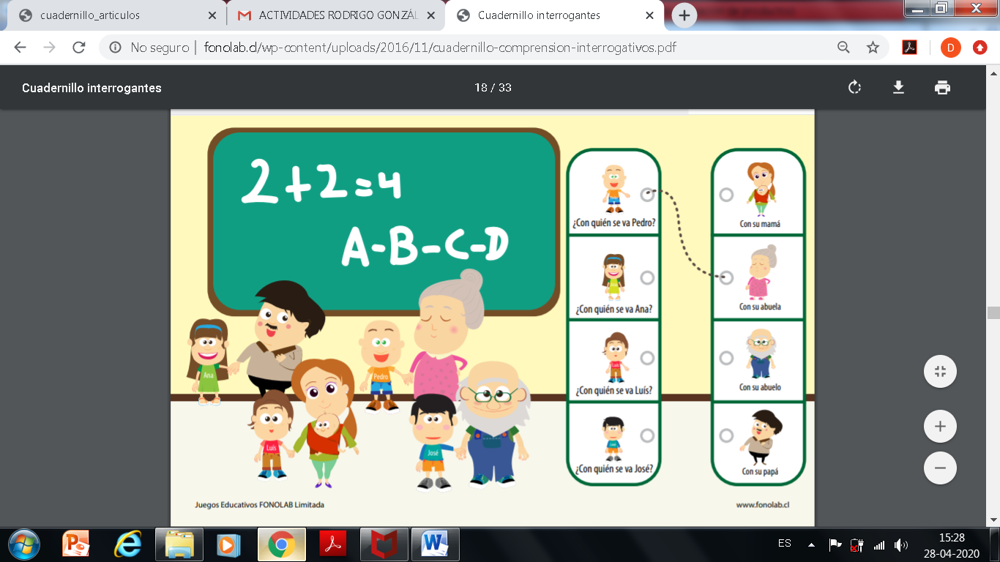 cuadernillo_articulos
ACTIVIDADES RODRIGO GONZÁL
Cuadernillo interrogantes
No seguro | fonolab.cl/wp-content/uploads/2016/11/cuadernillo-comprension-interrogativos.pdf
D
Cuadernillo interrogantes
18 / 33
2+2=4
A-B-C-D
Ana
Pedro
Luis
José
¿Con quién se va Pedro?
¿Con quién se va Ana?
¿Con quién se va Luís?
¿Con quién se va José?
Con su mamá
Con su abuela
Con su abuelo
Con su papá
Juegos Educativos FONOLAB Limitada
www.fonolab.cl
ES
15:28
28-04-2020